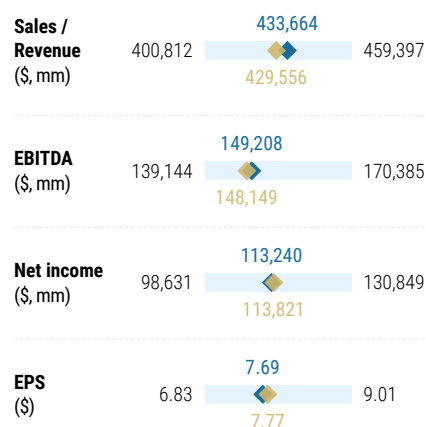 Sales /
Revenue
($, mm)
433,664
400,812
459,397
429,556
EBITDA
($, mm)
149,208
139,144
170,385
148,149
Net income
($, mm)
113,240
98,631
130,849
113,821
EPS
($)
7.69
6.83
9.01
7.77